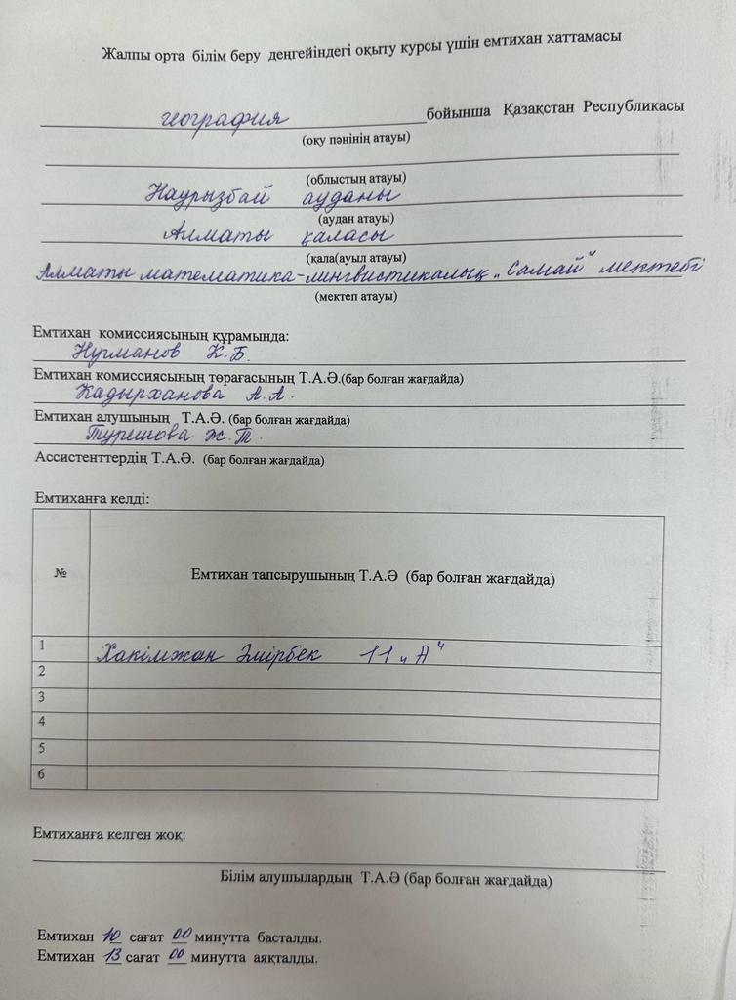 Жалпы орта білім беру деңгейіндегі оқыту курсы үшін емтихан хаттамасы
география бойынша Қазақстан Республикасы
(оқу пәнінің атауы)
(облыстың атауы)
Наурызбай ауданы
(аудан атауы)
Алматы қаласы
(қала(ауыл атауы)
Алматы математика-лингвистикалық „Самай“ мектебі
(мектеп атауы)
Емтихан комиссиясының құрамында:
Нұрманов К.Б.
Емтихан комиссиясының төрағасының Т.А.Ә.(бар болған жағдайда)
Кадырханова А.А.
Емтихан алушының Т.А.Ә. (бар болған жағдайда)
Турешова Ж.Т.
Ассистенттердің Т.А.Ә. (бар болған жағдайда)
Емтиханға келді:
№ Емтихан тапсырушының Т.А.Ә (бар болған жағдайда)
1 Хакімжан Әмірбек 11 „А“
2
3
4
5
6
Емтиханға келген жоқ:
Білім алушылардың Т.А.Ә (бар болған жағдайда)
Емтихан 10 сағат 00 минутта басталды.
Емтихан 13 сағат 00 минутта аяқталды.